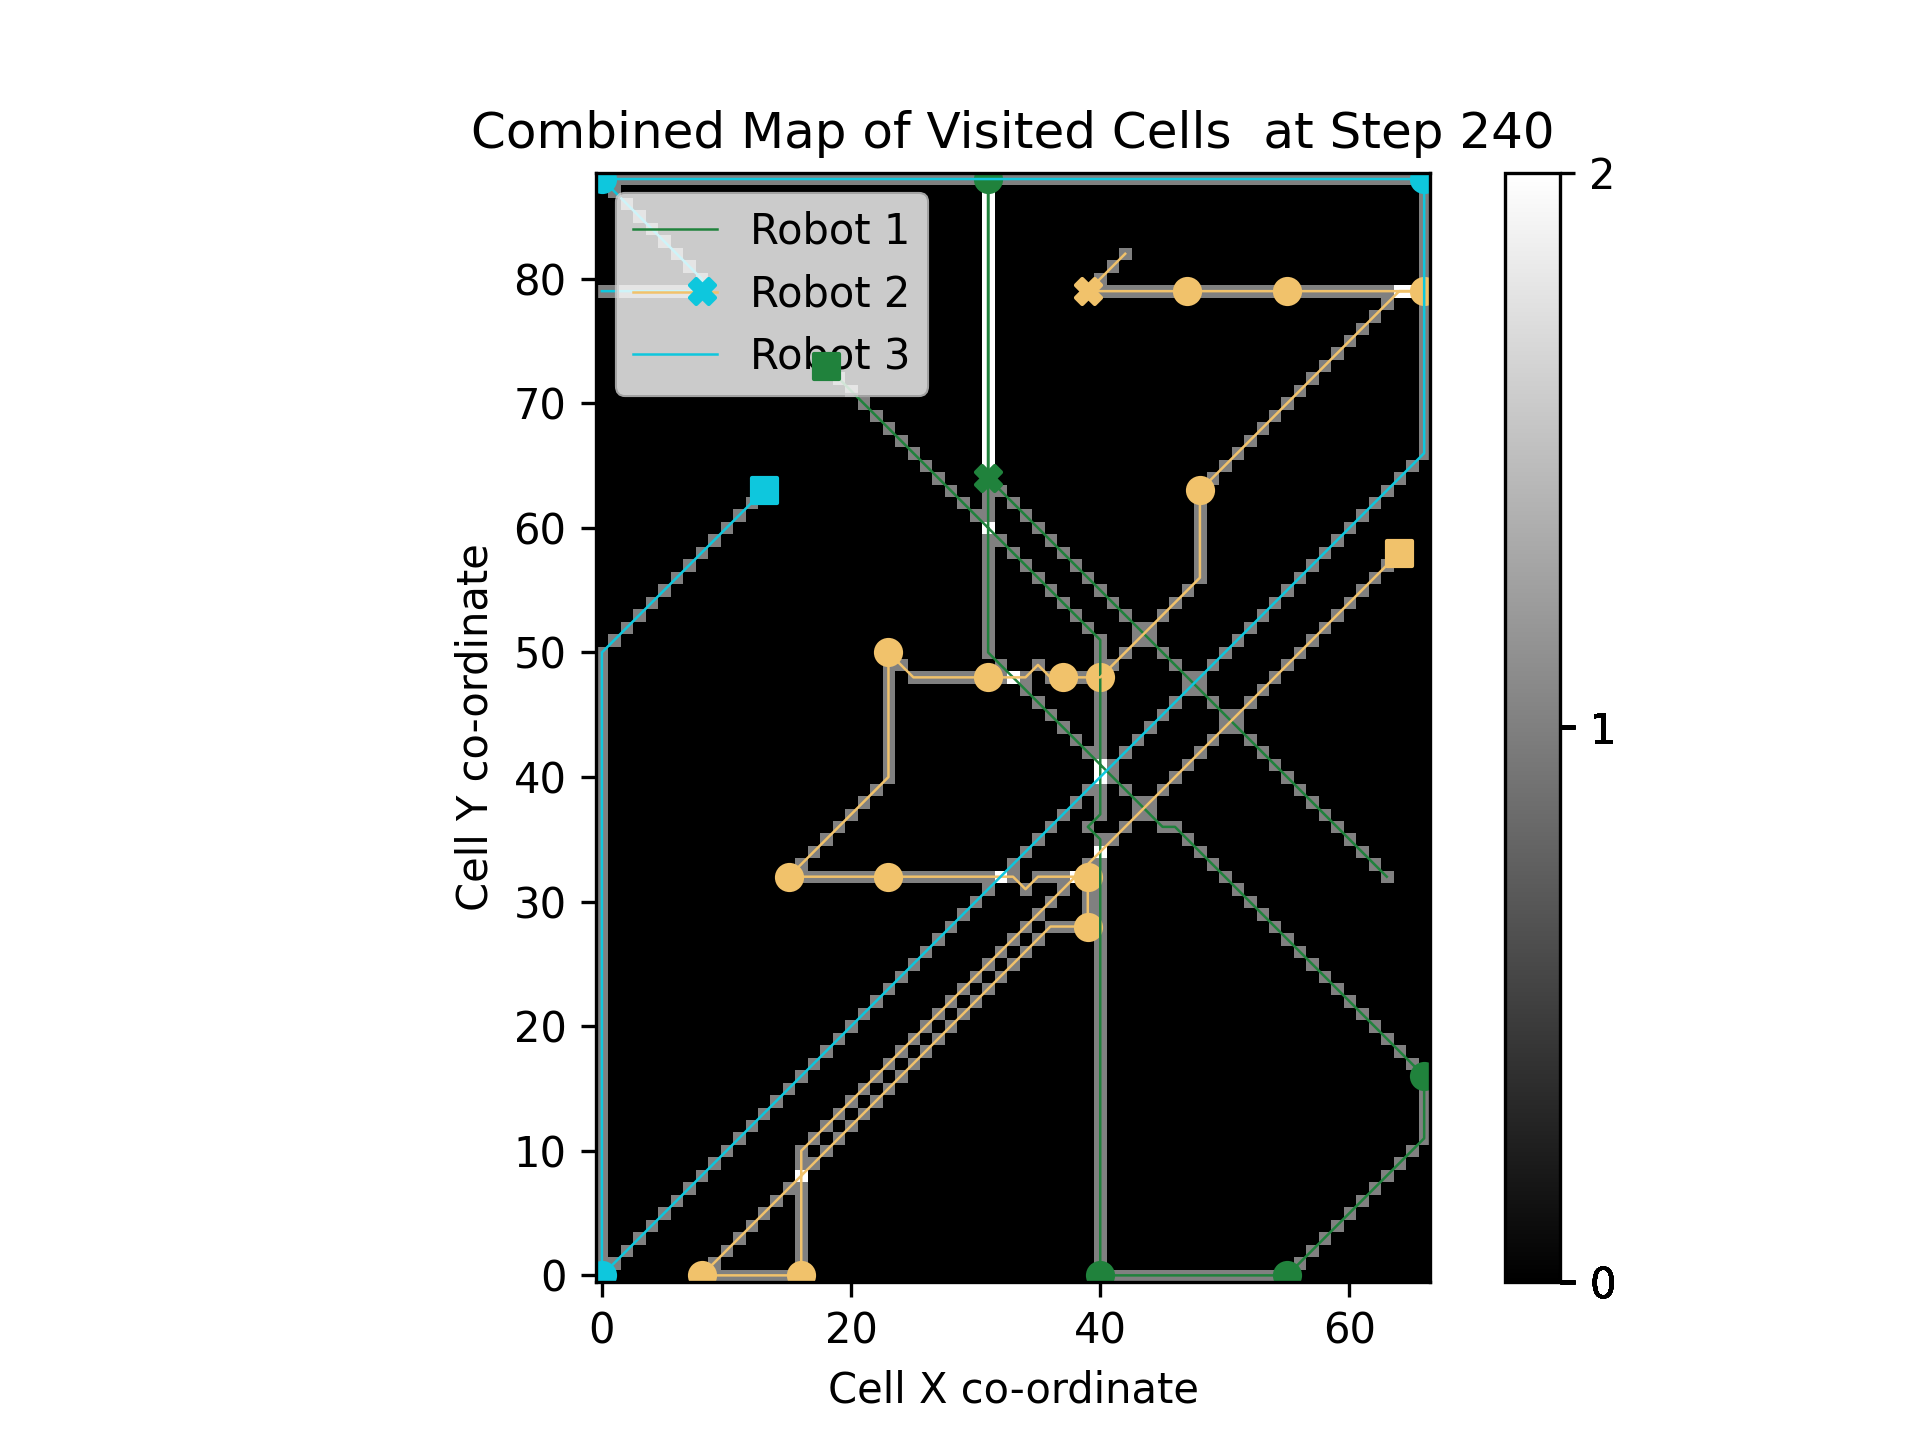 Combined Map of Visited Cells  at Step 240
Robot 1
Robot 2
Robot 3
80
70
60
50
40
30
20
10
0
Cell Y co-ordinate
0 20 40 60
Cell X co-ordinate
2
1
0